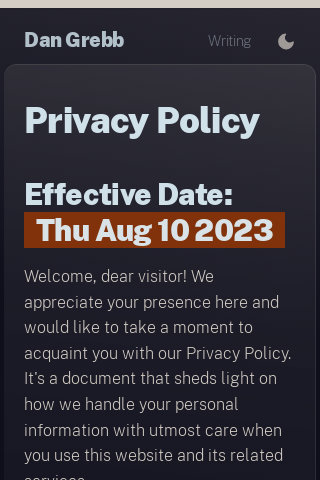 Dan Grebb
Writing
Privacy Policy
Effective Date:
Thu Aug 10 2023
Welcome, dear visitor! We
appreciate your presence here and
would like to take a moment to
acquaint you with our Privacy Policy.
It's a document that sheds light on
how we handle your personal
information with utmost care when
you use this website and its related